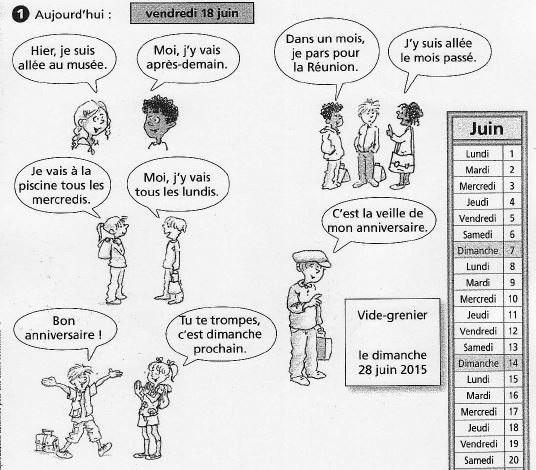 1 Aujourd'hui : vendredi 18 juin
Hier, je suis
allée au musée.
Moi, j'y vais
après-demain.
Dans un mois,
je pars pour
la Réunion.
J'y suis allée
le mois passé.
Je vais à la
piscine tous les
mercredis.
Moi, j'y vais
tous les lundis.
C'est la veille de
mon anniversaire.
Bon
anniversaire !
Tu te trompes,
c'est dimanche
prochain.
Vide-grenier
le dimanche
28 juin 2015
Juin
Lundi 1
Mardi 2
Mercredi 3
Jeudi 4
Vendredi 5
Samedi 6
Dimanche 7
Lundi 8
Mardi 9
Mercredi 10
Jeudi 11
Vendredi 12
Samedi 13
Dimanche 14
Lundi 15
Mardi 16
Mercredi 17
Jeudi 18
Vendredi 19
Samedi 20